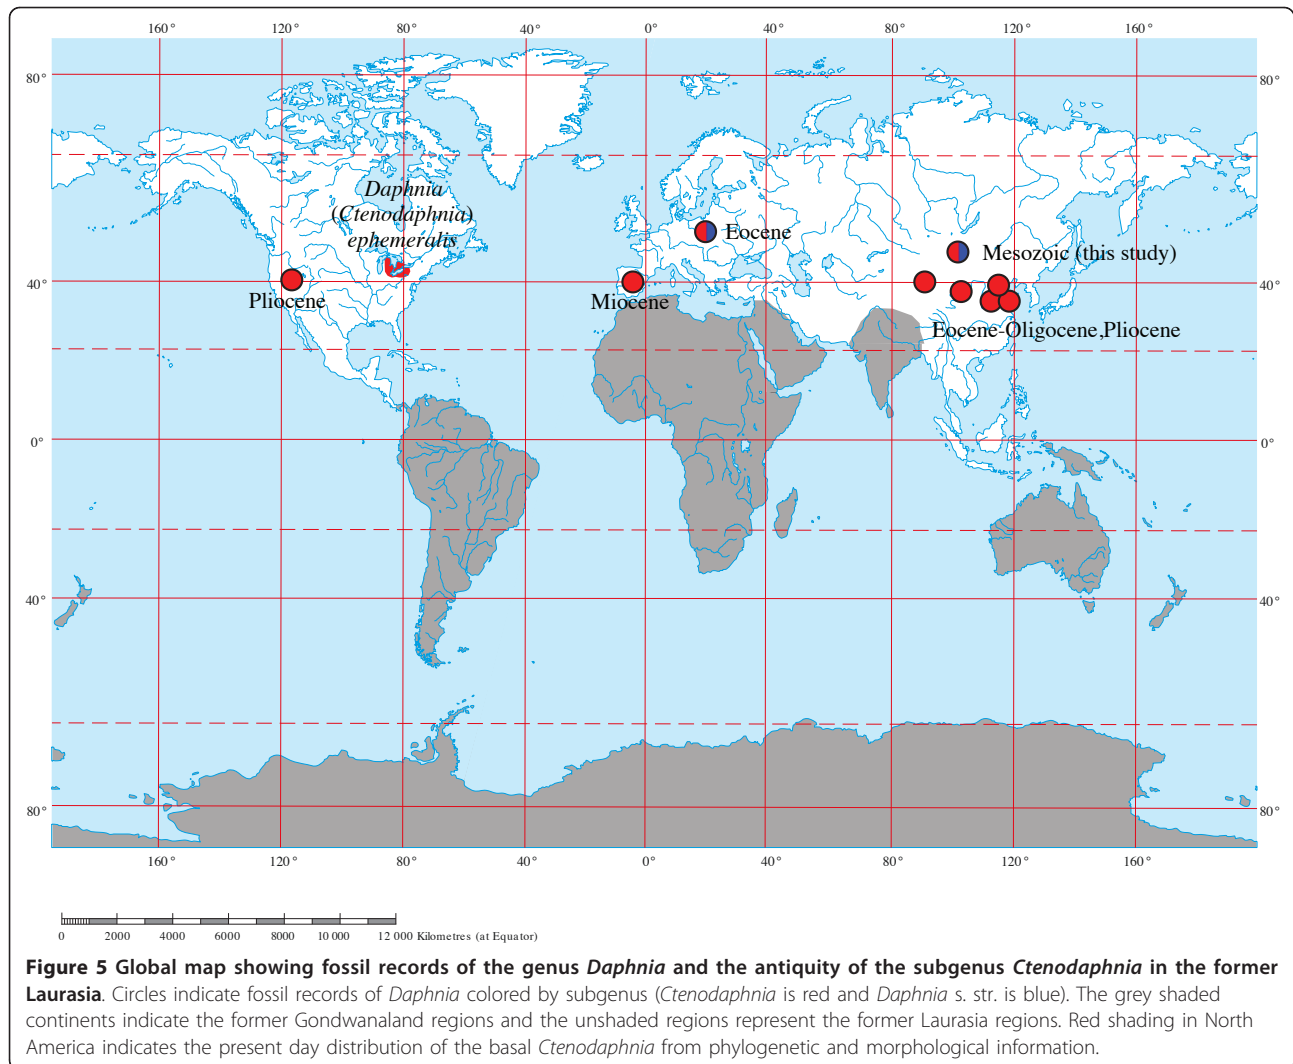 160° 120° 80° 40° 0° 40° 80° 120° 160°
80° 80°
Daphnia
(Ctenodaphnia)
ephemeralis
Eocene
Mesozoic (this study)
40° 40°
Pliocene
Miocene
Eocene-Oligocene,Pliocene
0° 0°
40° 40°
80° 80°
160° 120° 80° 40° 0° 40° 80° 120° 160°
0 2000 4000 6000 8000 10 000 12 000 Kilometres (at Equator)
Figure 5 Global map showing fossil records of the genus Daphnia and the antiquity of the subgenus Ctenodaphnia in the former
Laurasia. Circles indicate fossil records of Daphnia colored by subgenus (Ctenodaphnia is red and Daphnia s. str. is blue). The grey shaded
continents indicate the former Gondwanaland regions and the unshaded regions represent the former Laurasia regions. Red shading in North
America indicates the present day distribution of the basal Ctenodaphnia from phylogenetic and morphological information.